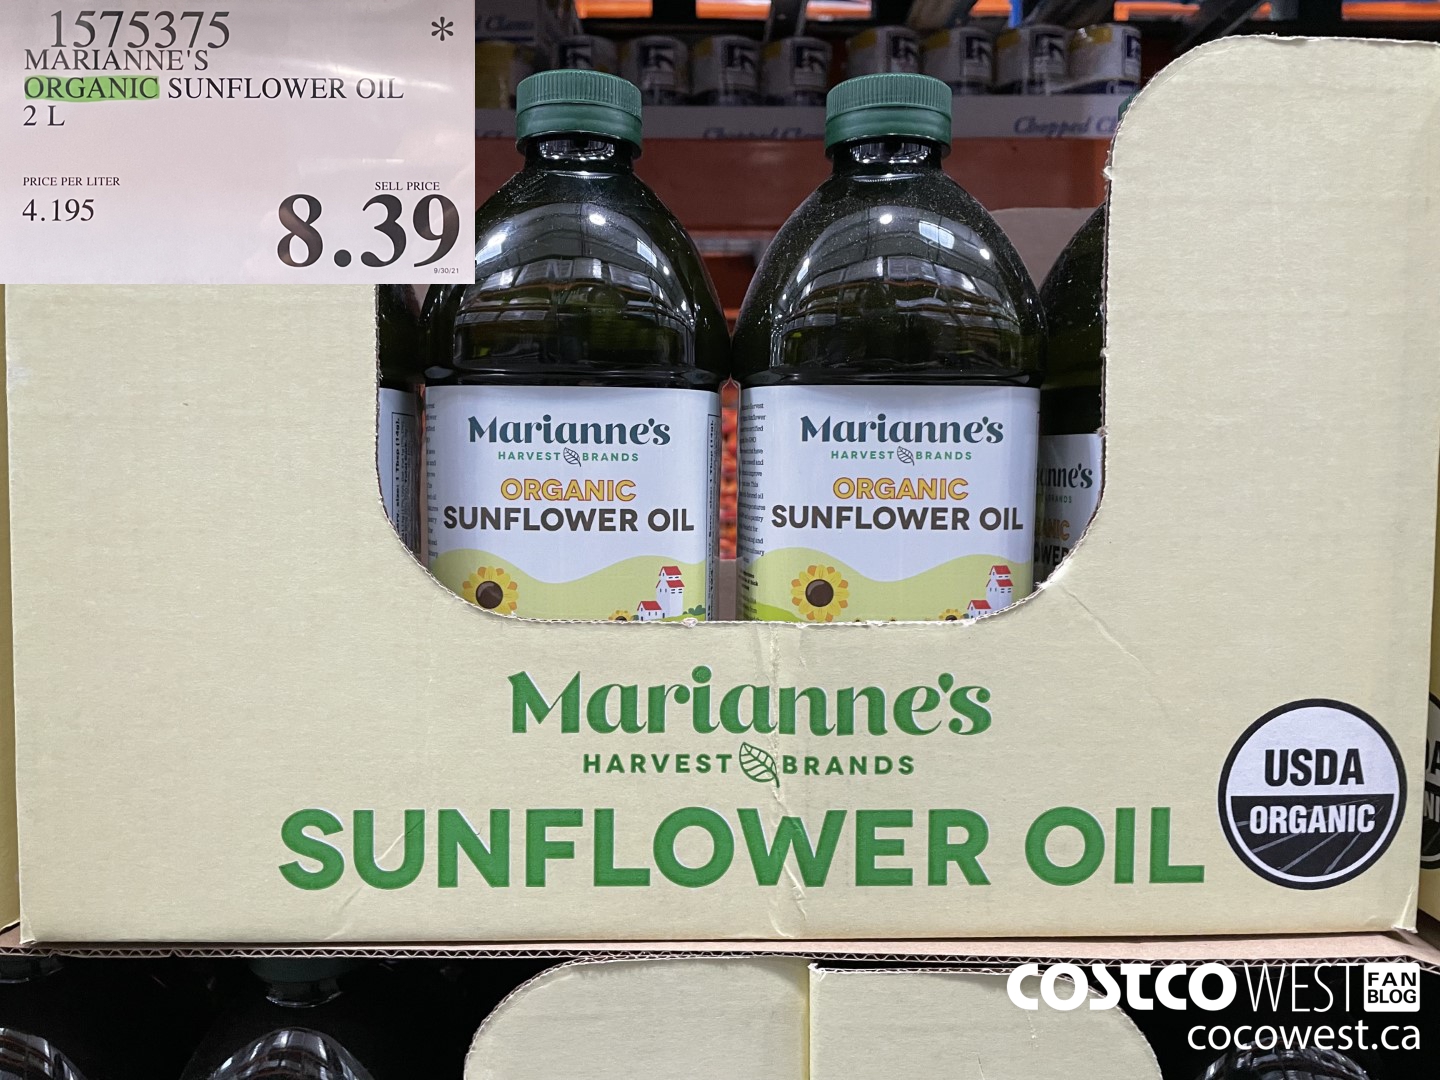 1575375 *
MARIANNE'S
ORGANIC SUNFLOWER OIL
2 L
PRICE PER LITER
4.195
SELL PRICE
8.39
9/30/21
Marianne's
HARVEST BRANDS
ORGANIC
SUNFLOWER OIL
Marianne's
HARVEST BRANDS
ORGANIC
SUNFLOWER OIL
Marianne's
HARVEST BRANDS
SUNFLOWER OIL
USDA
ORGANIC
COSTCO WEST FAN BLOG
cocowest.ca